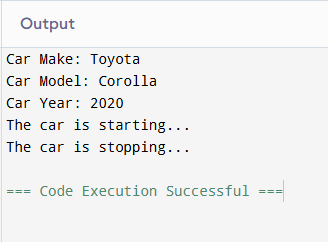 Output
Car Make: Toyota
Car Model: Corolla
Car Year: 2020
The car is starting...
The car is stopping...
=== Code Execution Successful ===